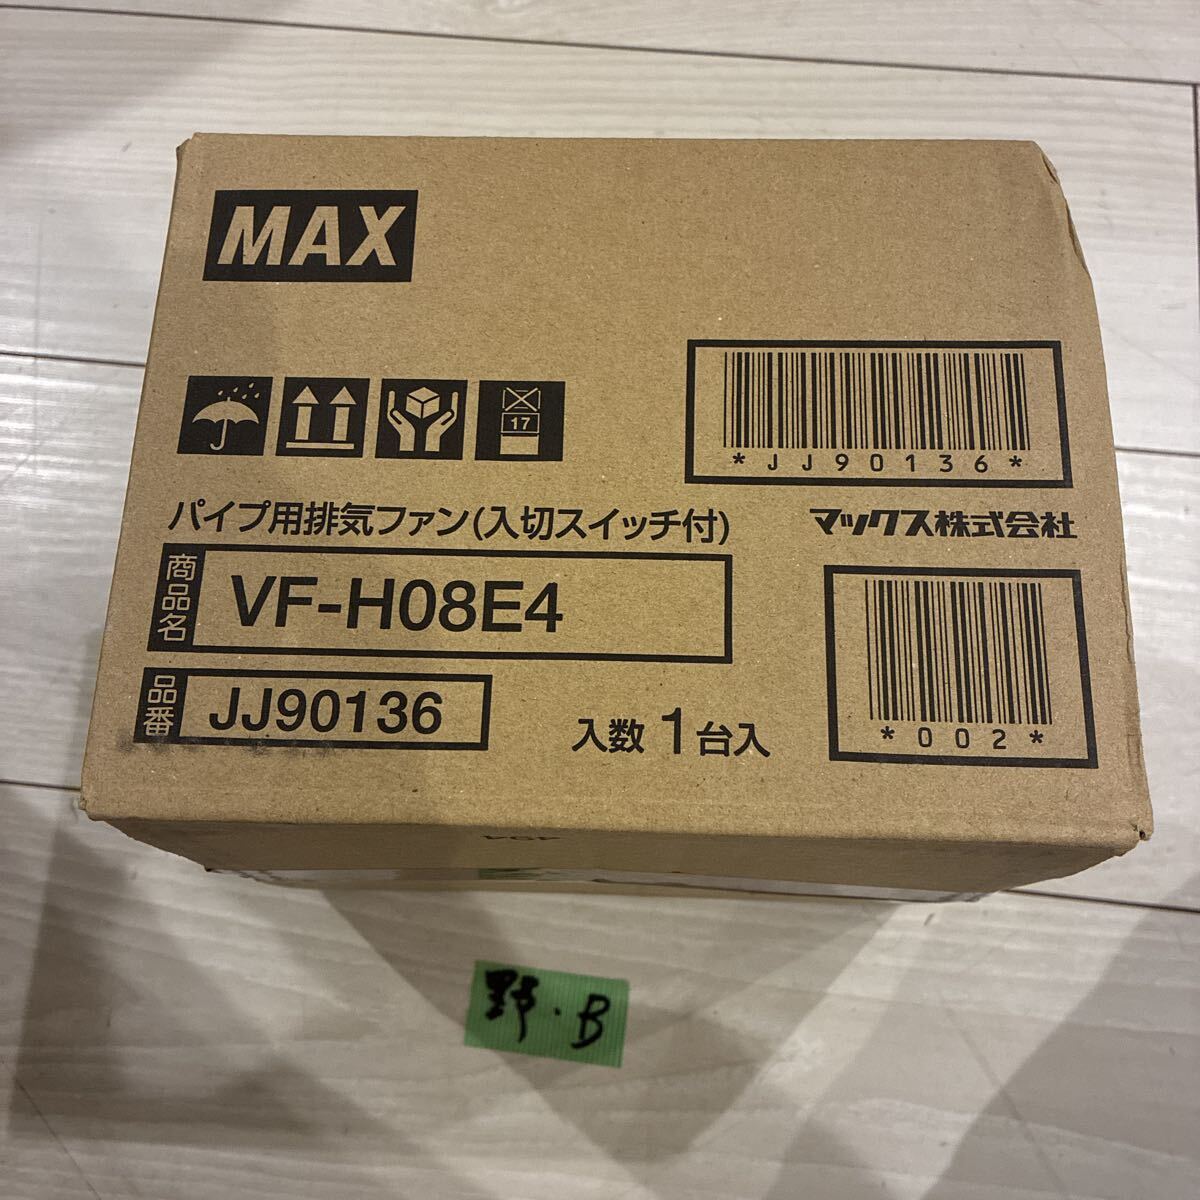 MAX
17
*JJ90136*
パイプ用排気ファン(入切スイッチ付)
マックス株式会社
商品名 VF-H08E4
品番 JJ90136
入数 1台入
*002*
野・B